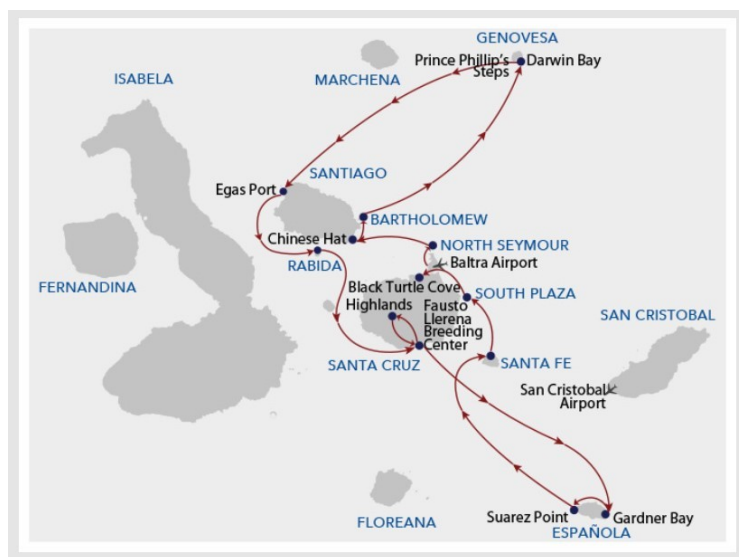 GENOVESA
Prince Phillip's
Steps
Darwin Bay
MARCHENA
ISABELA
SANTIAGO
Egas Port
BARTHOLOMEW
Chinese Hat
NORTH SEYMOUR
Baltra Airport
RABIDA
FERNANDINA
Black Turtle Cove
SOUTH PLAZA
Highlands
Fausto
Llerena
Breeding
Center
SAN CRISTOBAL
SANTA CRUZ
SANTA FE
San Cristobal
Airport
FLOREANA
Suarez Point
Gardner Bay
ESPAÑOLA